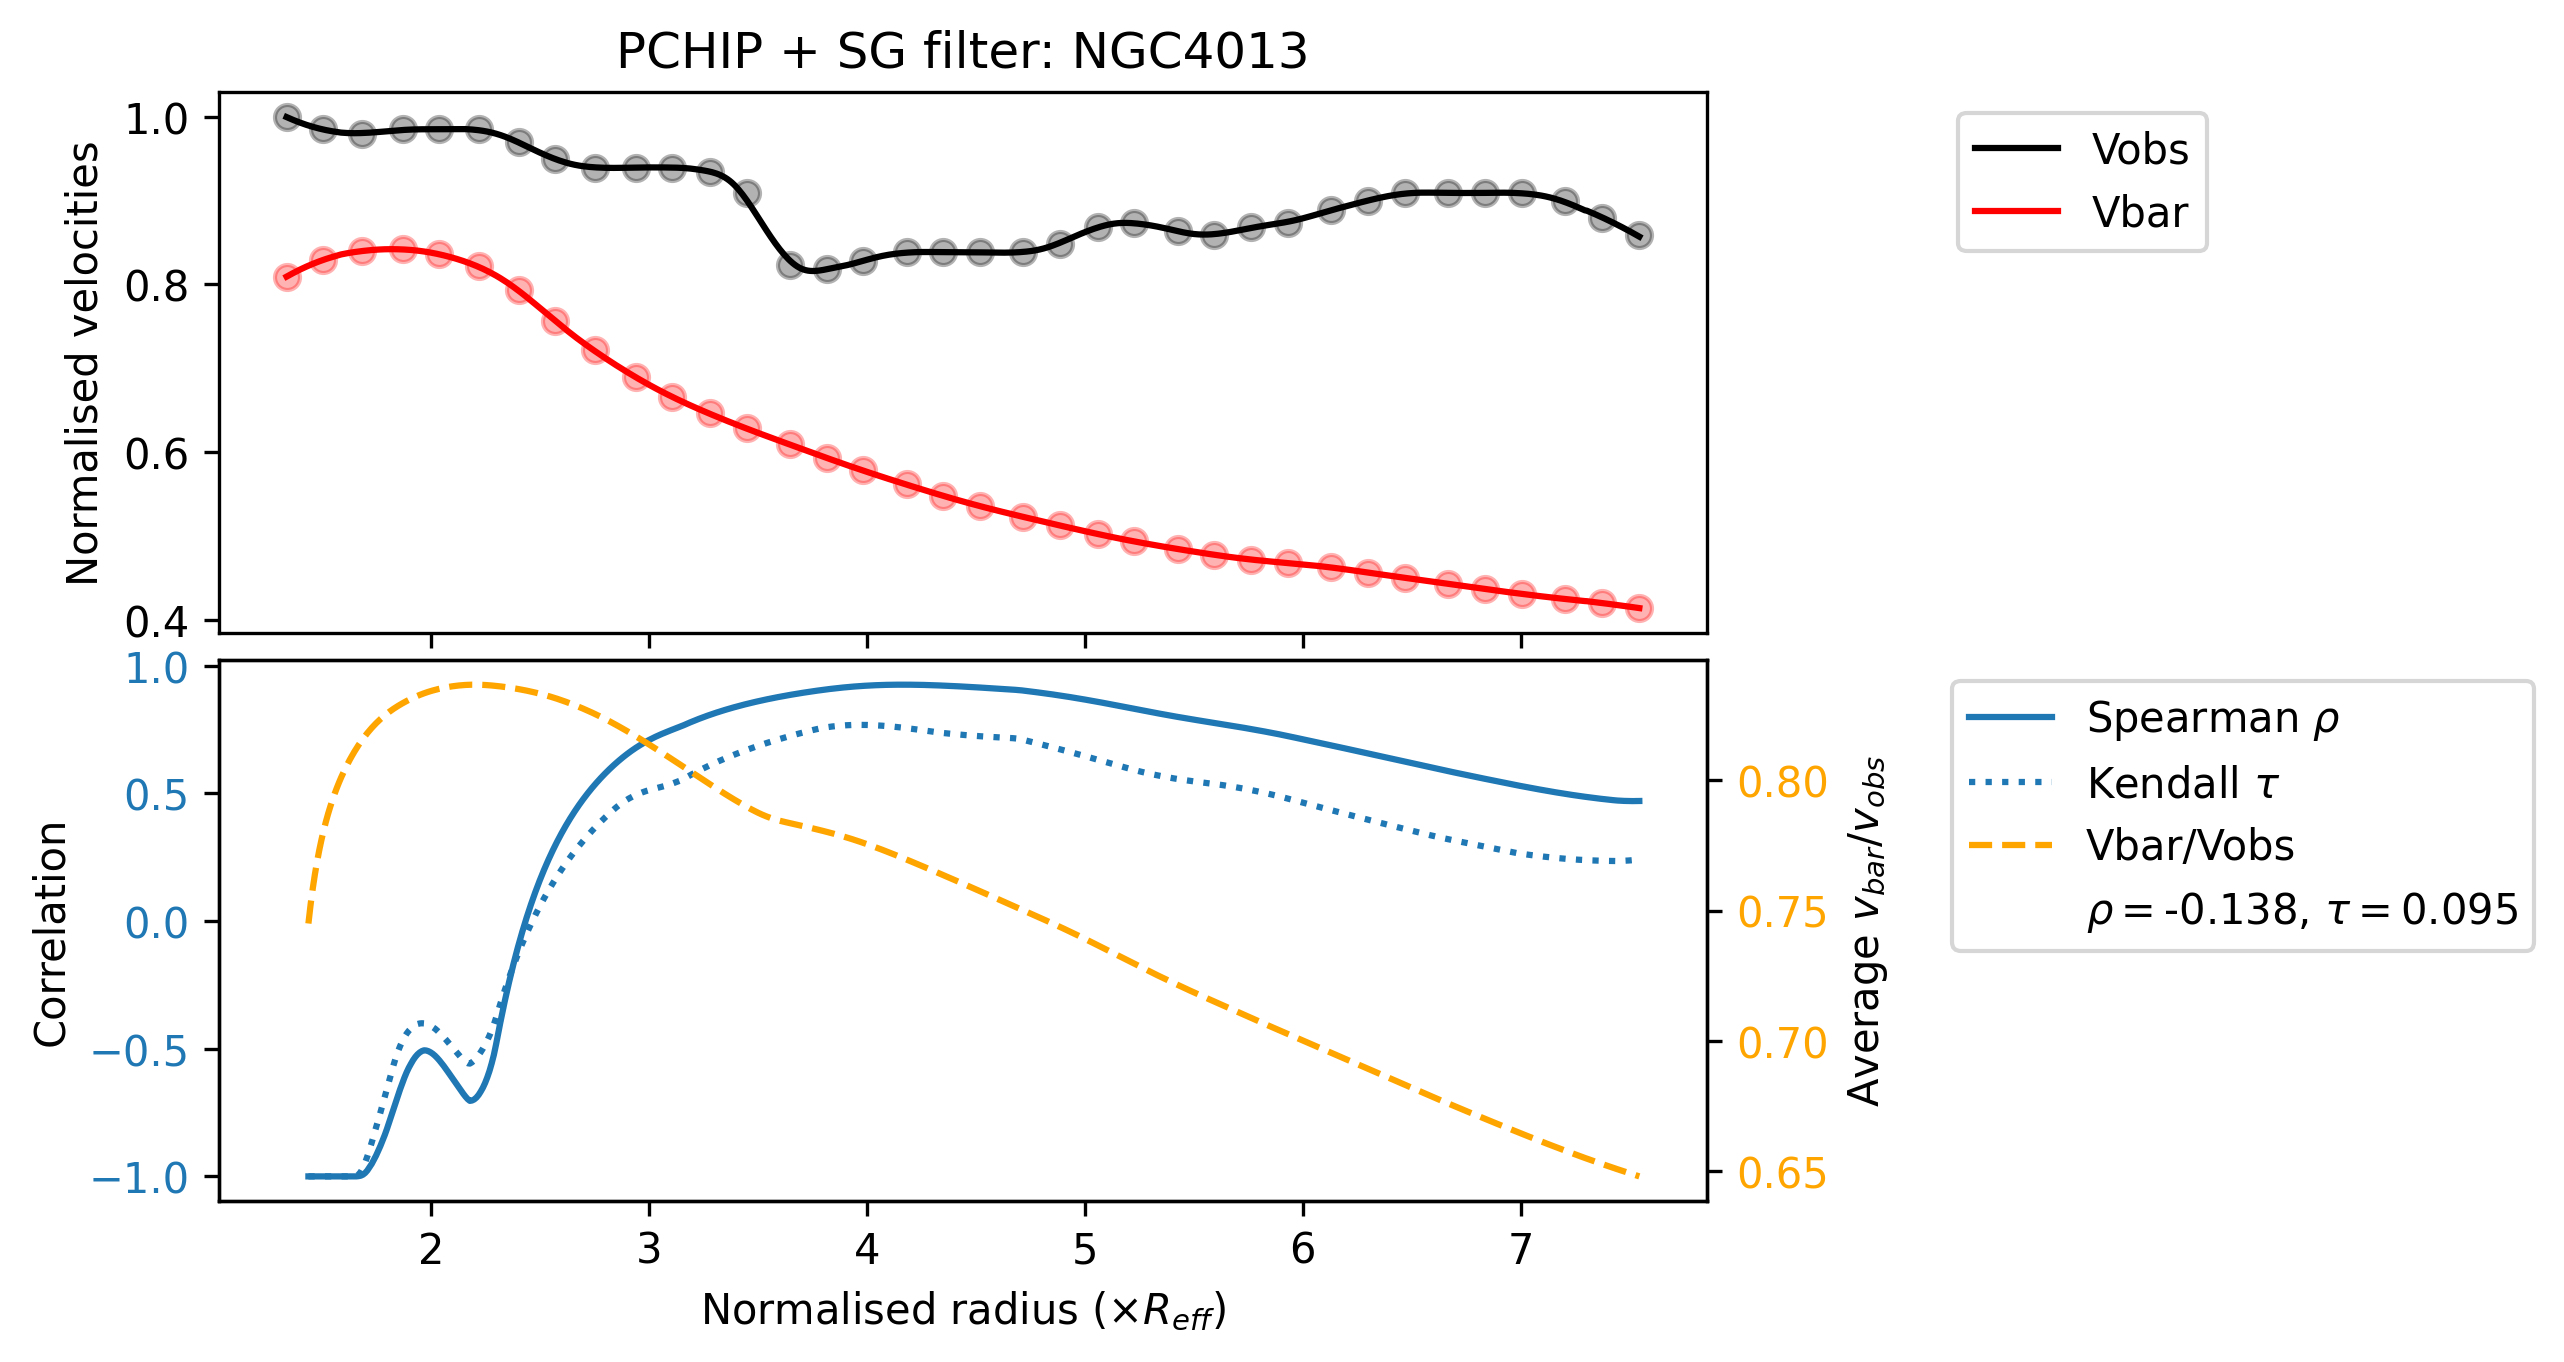 PCHIP + SG filter: NGC4013
Normalised velocities
1.0
0.8
0.6
0.4
Vobs
Vbar
Correlation
1.0
0.5
0.0
−0.5
−1.0
0.80
0.75
0.70
0.65
Average v_{bar}/v_{obs}
Spearman ρ
Kendall τ
Vbar/Vobs
ρ = -0.138, τ = 0.095
2 3 4 5 6 7
Normalised radius (×R_{eff})